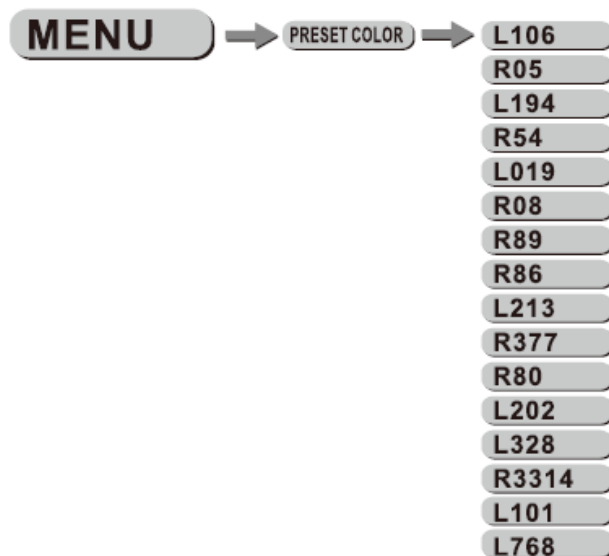 MENU PRESET COLOR L106
R05
L194
R54
L019
R08
R89
R86
L213
R377
R80
L202
L328
R3314
L101
L768